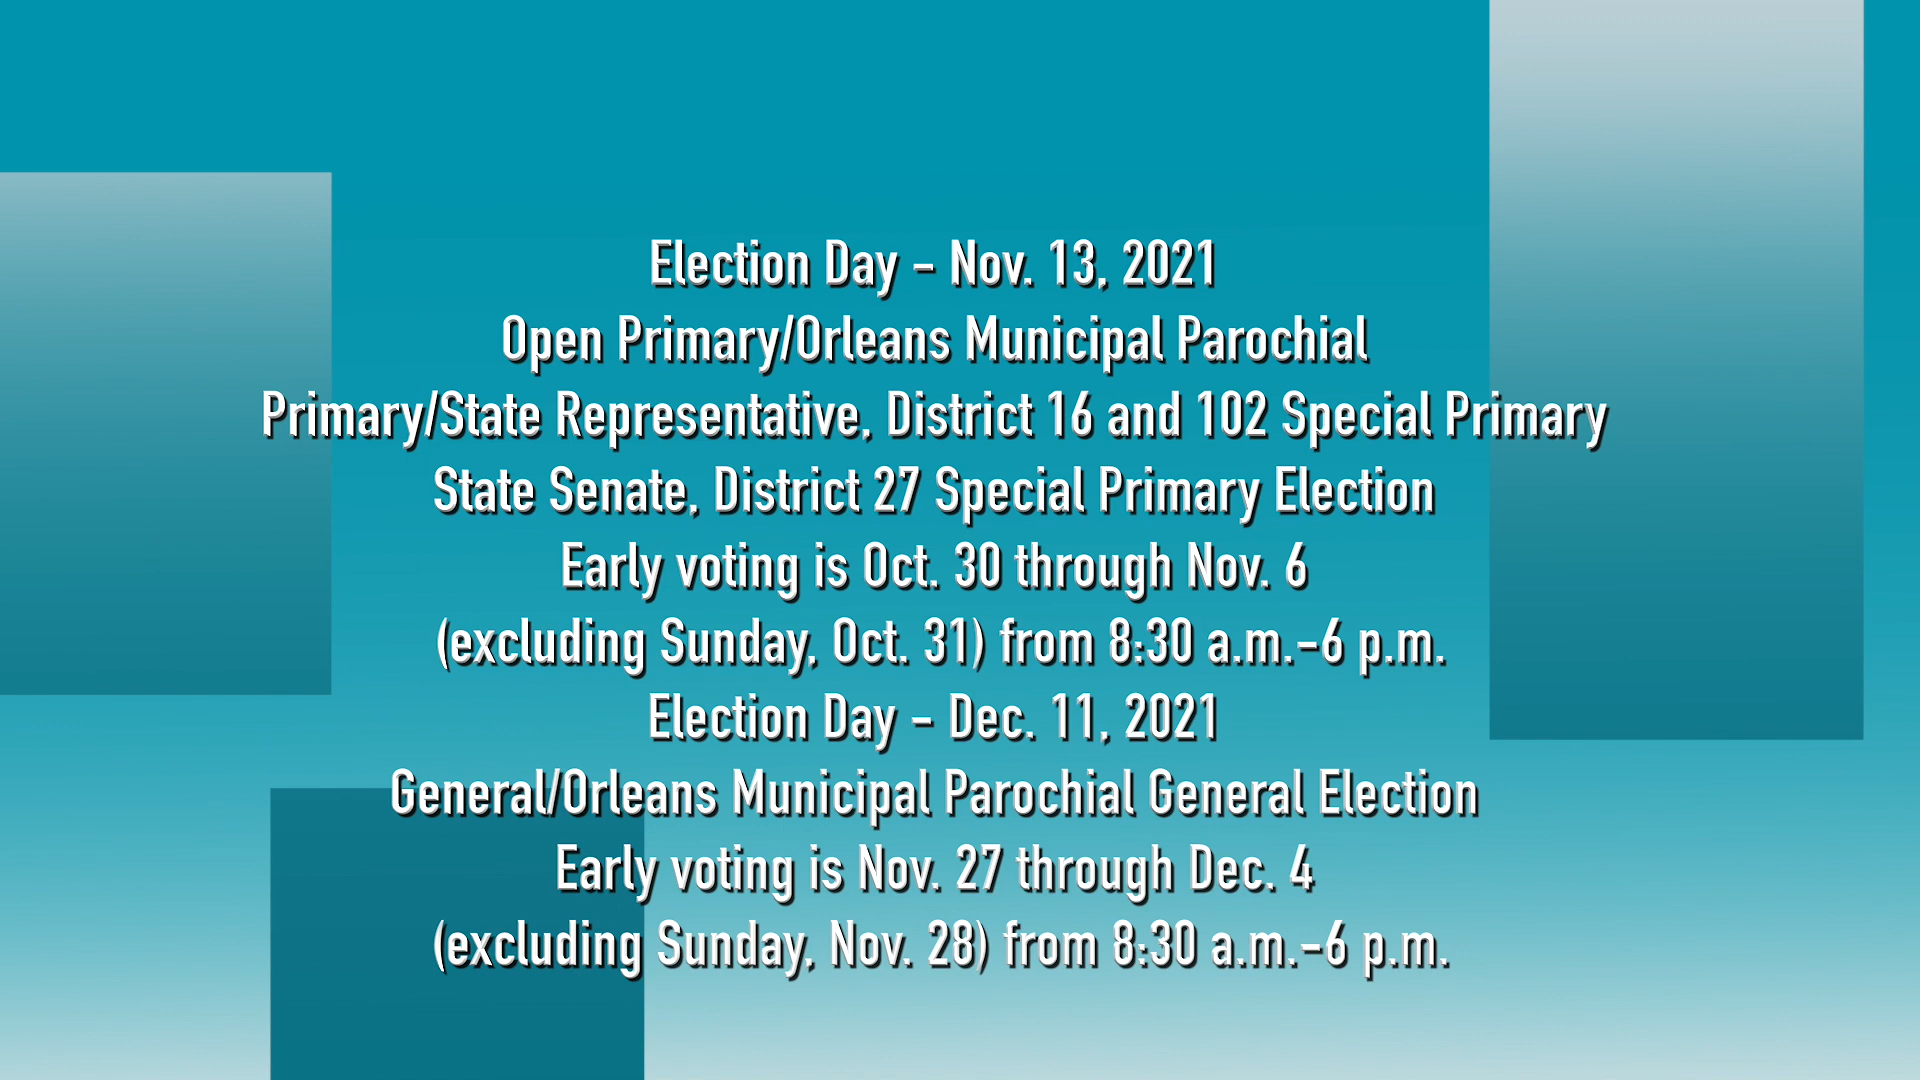 Election Day – Nov. 13, 2021
Open Primary/Orleans Municipal Parochial
Primary/State Representative, District 16 and 102 Special Primary
State Senate, District 27 Special Primary Election
Early voting is Oct. 30 through Nov. 6
(excluding Sunday, Oct. 31) from 8:30 a.m.–6 p.m.
Election Day – Dec. 11, 2021
General/Orleans Municipal Parochial General Election
Early voting is Nov. 27 through Dec. 4
(excluding Sunday, Nov. 28) from 8:30 a.m.–6 p.m.